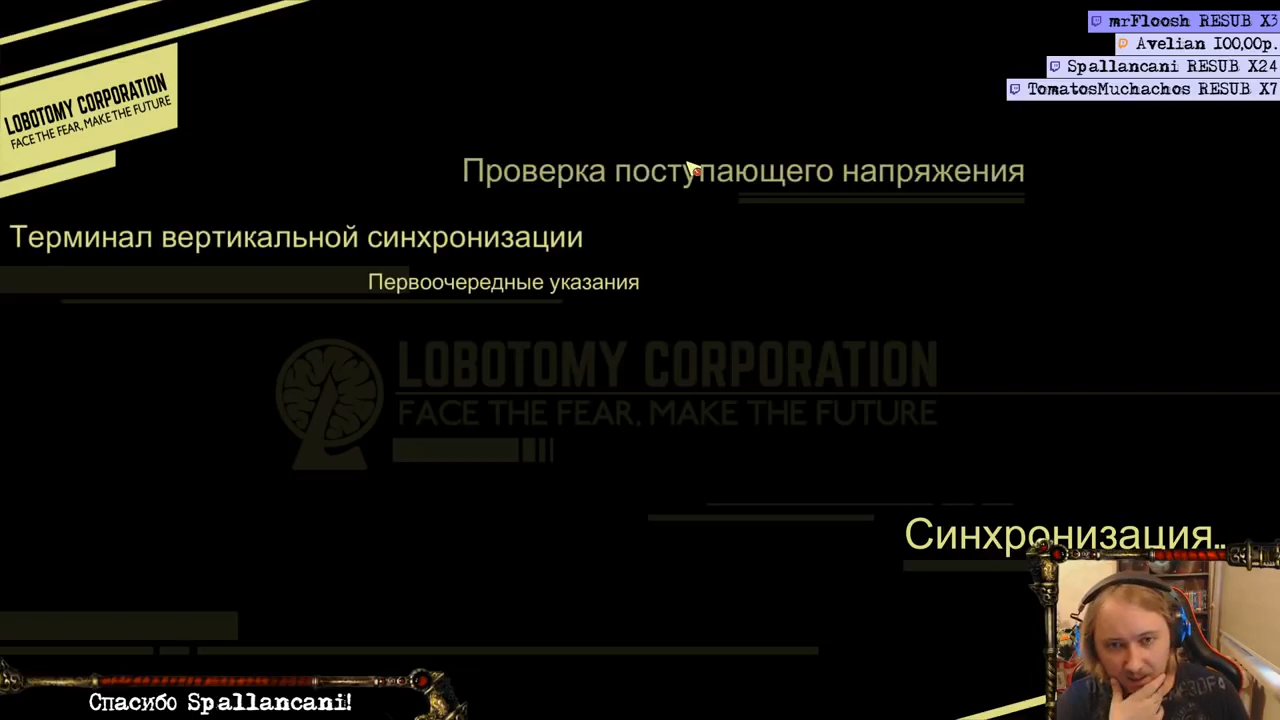 mrFloosh RESUB X3
Avelian 100,00р.
Spallancani RESUB X24
TomatosMuchachos RESUB X7
LOBOTOMY CORPORATION
FACE THE FEAR, MAKE THE FUTURE
Проверка поступающего напряжения
Терминал вертикальной синхронизации
Первоочередные указания
LOBOTOMY CORPORATION
FACE THE FEAR, MAKE THE FUTURE
Синхронизация..
Спасибо Spallancani!